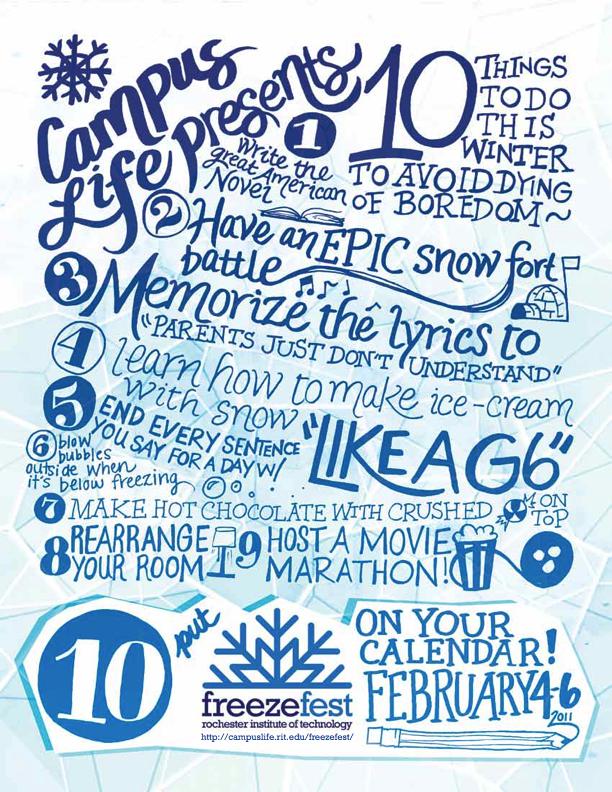 Campus
Life presents
10
THINGS
TO DO
THIS
WINTER
TO AVOID DYING
OF BOREDOM~
1
Write the
great American
Novel
2 Have an EPIC snow fort
battle
3 Memorize the lyrics to
"PARENTS JUST DON'T UNDERSTAND"
4 learn how to make ice-cream
with snow
5 END EVERY SENTENCE
YOU SAY FOR A DAY W/
"LIKE A G6"
6 blow
bubbles
outside when
it's below freezing
7 MAKE HOT CHOCOLATE WITH CRUSHED
ON
TOP
8 REARRANGE
YOUR ROOM
9 HOST A MOVIE
MARATHON!
10
put
freezefest
rochester institute of technology
http://campuslife.rit.edu/freezefest/
ON YOUR
CALENDAR!
FEBRUARY 4-6
2011